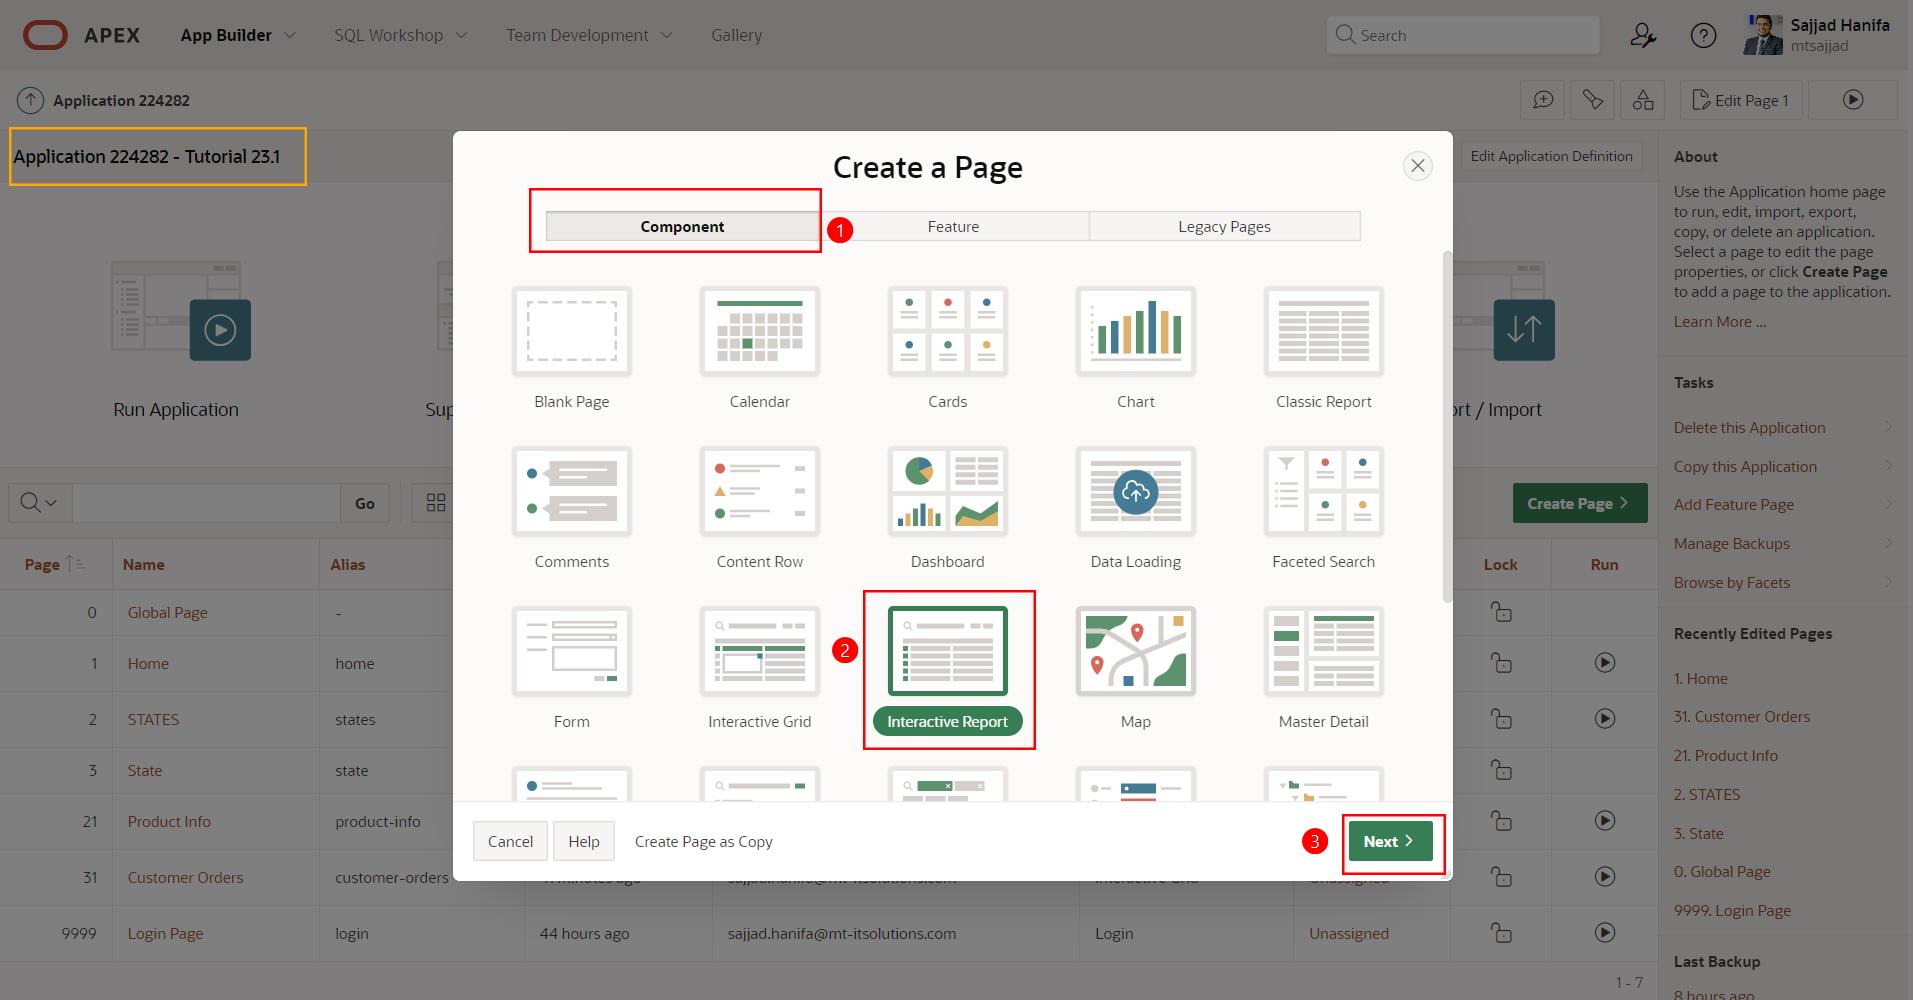 APEX
App Builder
SQL Workshop
Team Development
Gallery
Search
Sajjad Hanifa
mtsajjad
Application 224282
Edit Page 1
Application 224282 - Tutorial 23.1
Edit Application Definition
Run Application
Sup
ort / Import
Go
Create Page
Page
Name
Alias
Lock
Run
0
Global Page
-
1
Home
home
2
STATES
states
3
State
state
21
Product Info
product-info
31
Customer Orders
customer-orders
9999
Login Page
login
44 hours ago
sajjad.hanifa@mt-itsolutions.com
Login
Unassigned
1 - 7
Create a Page
Component
1
Feature
Legacy Pages
Blank Page
Calendar
Cards
Chart
Classic Report
Comments
Content Row
Dashboard
Data Loading
Faceted Search
Form
Interactive Grid
2
Interactive Report
Map
Master Detail
Cancel
Help
Create Page as Copy
3
Next
About
Use the Application home page
to run, edit, import, export,
copy, or delete an application.
Select a page to edit the page
properties, or click Create Page
to add a page to the application.
Learn More ...
Tasks
Delete this Application
Copy this Application
Add Feature Page
Manage Backups
Browse by Facets
Recently Edited Pages
1. Home
31. Customer Orders
21. Product Info
2. STATES
3. State
0. Global Page
9999. Login Page
Last Backup
8 hours ago